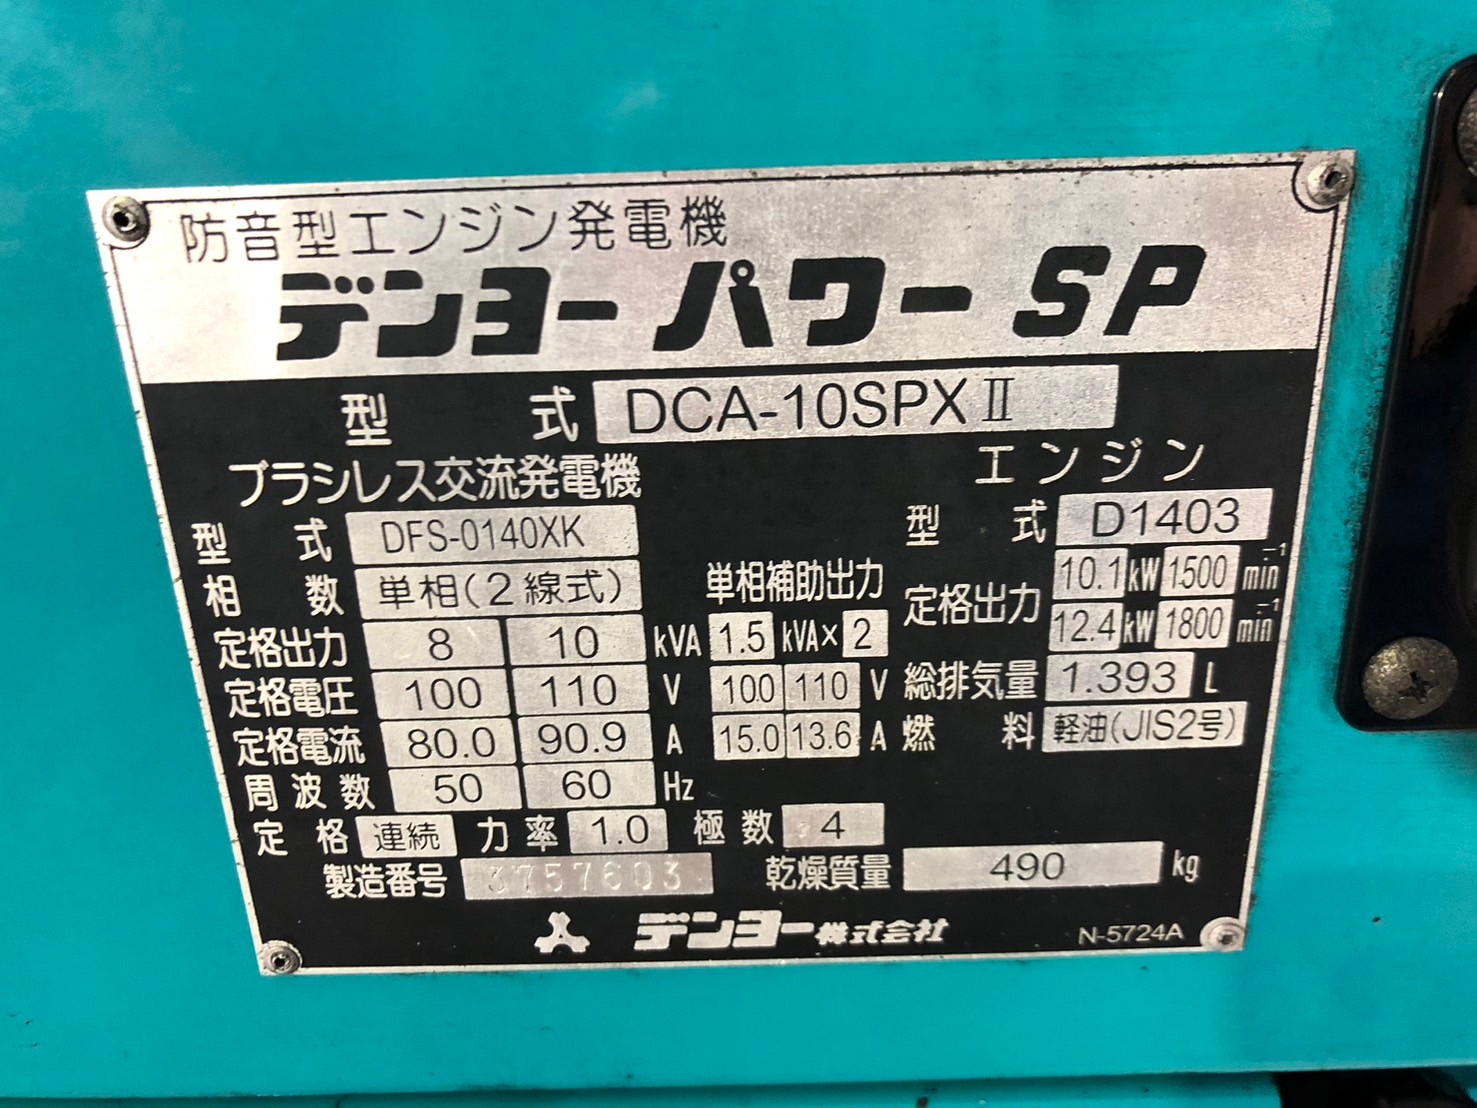 防音型エンジン発電機
デンヨーパワーSP
型式 DCA-10SPXⅡ
ブラシレス交流発電機
型式 DFS-0140XK
相数 単相(2線式)
定格出力 8 10 kVA
定格電圧 100 110 V
定格電流 80.0 90.9 A
周波数 50 60 Hz
単相補助出力
1.5 kVA×2
100 110 V
15.0 13.6 A
エンジン
型式 D1403
定格出力 10.1 kW 1500 min⁻¹
12.4 kW 1800 min⁻¹
総排気量 1.393 L
燃料 軽油(JIS2号)
定格 連続 力率 1.0 極数 4
製造番号 3757603 乾燥質量 490 kg
デンヨー株式会社 N-5724A